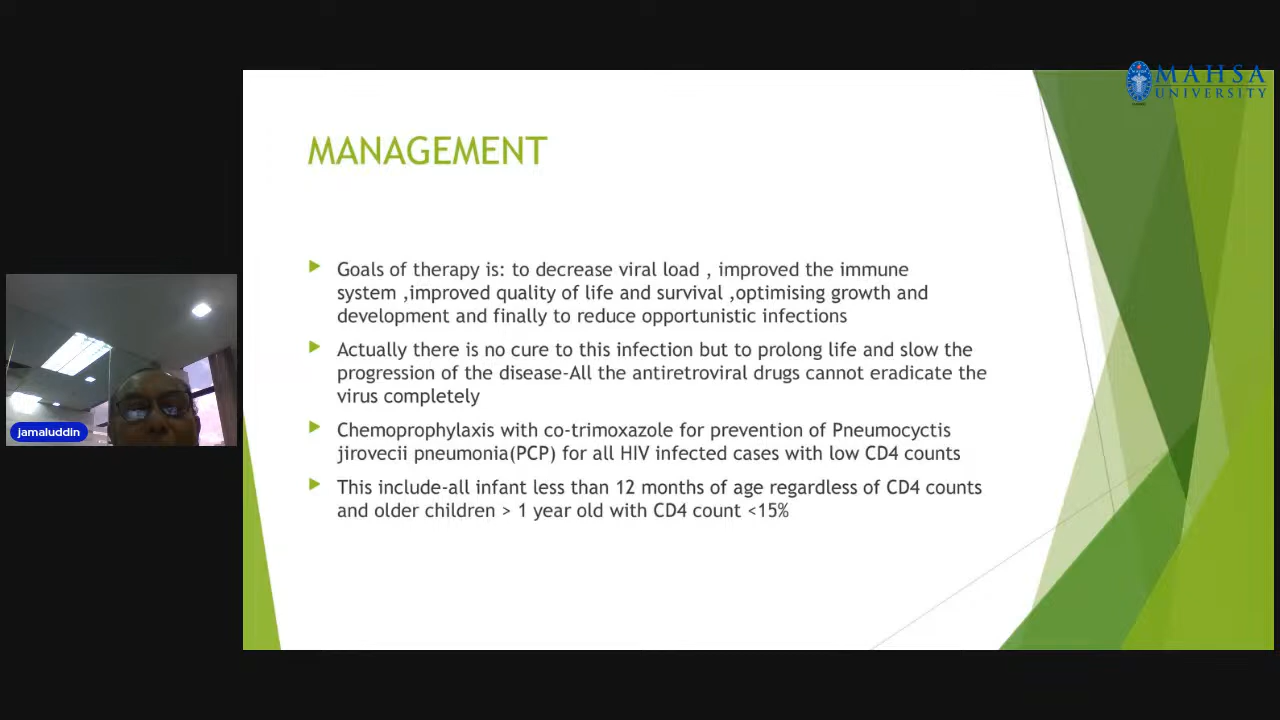 MAHSA
UNIVERSITY
MANAGEMENT
Goals of therapy is: to decrease viral load , improved the immune
system ,improved quality of life and survival ,optimising growth and
development and finally to reduce opportunistic infections
Actually there is no cure to this infection but to prolong life and slow the
progression of the disease-All the antiretroviral drugs cannot eradicate the
virus completely
Chemoprophylaxis with co-trimoxazole for prevention of Pneumocyctis
jirovecii pneumonia(PCP) for all HIV infected cases with low CD4 counts
This include-all infant less than 12 months of age regardless of CD4 counts
and older children > 1 year old with CD4 count <15%
jamaluddin